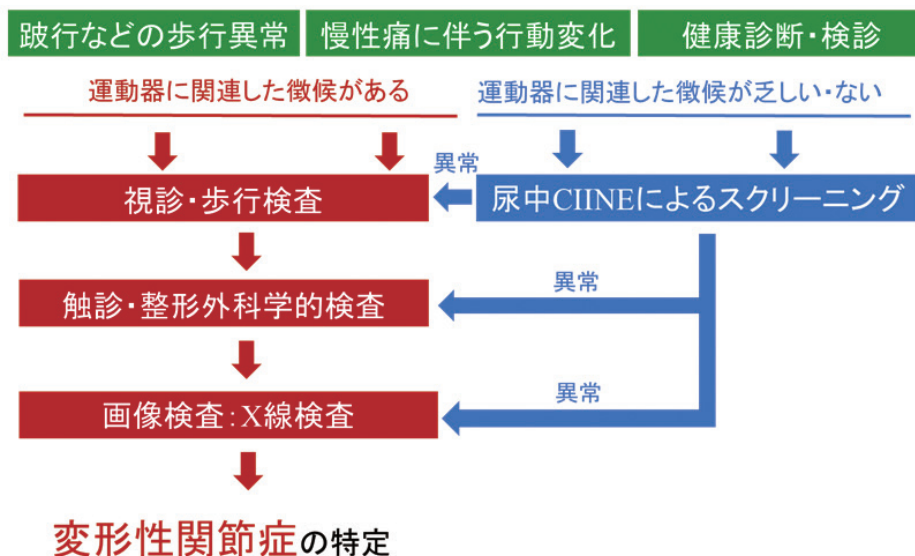 跛行などの歩行異常
慢性痛に伴う行動変化
健康診断・検診
運動器に関連した徴候がある
運動器に関連した徴候が乏しい・ない
異常
視診・歩行検査
尿中CIINEによるスクリーニング
異常
触診・整形外科学的検査
異常
画像検査:X線検査
変形性関節症の特定